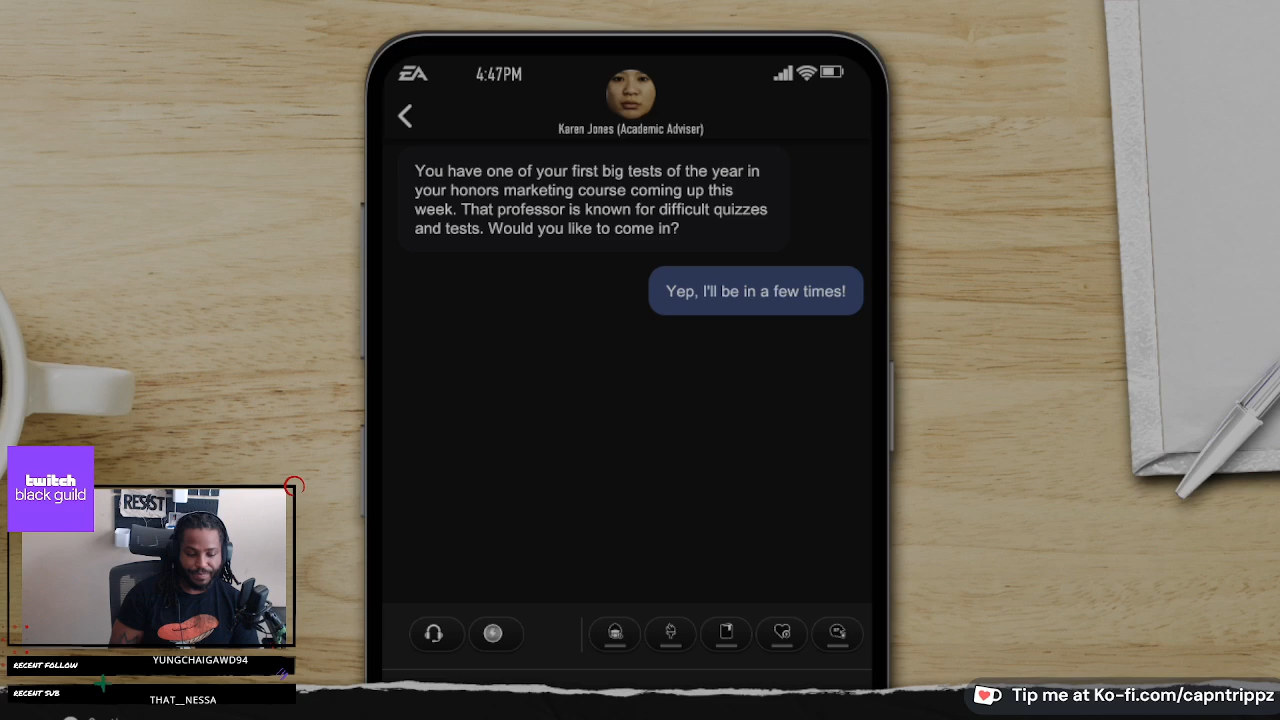 EA
4:47PM
Karen Jones (Academic Adviser)
You have one of your first big tests of the year in
your honors marketing course coming up this
week. That professor is known for difficult quizzes
and tests. Would you like to come in?
Yep, I'll be in a few times!
twitch
black guild
RESIST
RECENT FOLLOW
YUNGCHAIGAWD94
RECENT SUB
THAT__NESSA
Tip me at Ko-fi.com/capntrippz